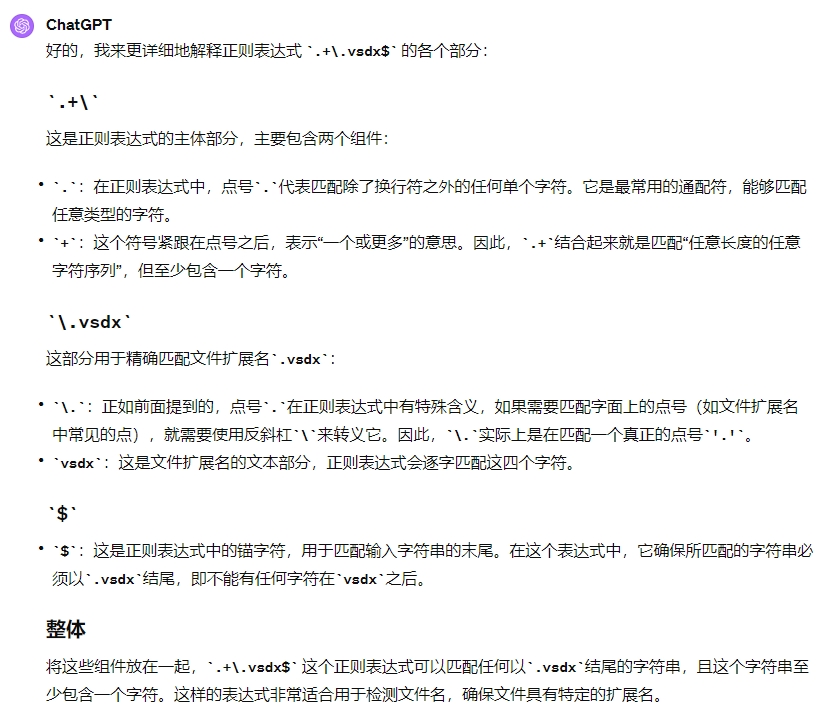 ChatGPT
好的，我来更详细地解释正则表达式 `.+\.vsdx$` 的各个部分：
`.+\`
这是正则表达式的主体部分，主要包含两个组件：
• `.`：在正则表达式中，点号`.`代表匹配除了换行符之外的任何单个字符。它是最常用的通配符，能够匹配
任意类型的字符。
• `+`：这个符号紧跟在点号之后，表示“一个或更多”的意思。因此，`.+`结合起来就是匹配“任意长度的任意
字符序列”，但至少包含一个字符。
`\.vsdx`
这部分用于精确匹配文件扩展名`.vsdx`：
• `\.`：正如前面提到的，点号`.`在正则表达式中有特殊含义，如果需要匹配字面上的点号（如文件扩展名
中常见的点），就需要使用反斜杠`\`来转义它。因此，`\.`实际上是在匹配一个真正的点号`'.'`。
• `vsdx`：这是文件扩展名的文本部分，正则表达式会逐字匹配这四个字符。
`$`
• `$`：这是正则表达式中的锚字符，用于匹配输入字符串的末尾。在这个表达式中，它确保所匹配的字符串必
须以`.vsdx`结尾，即不能有任何字符在`vsdx`之后。
整体
将这些组件放在一起，`.+\.vsdx$` 这个正则表达式可以匹配任何以`.vsdx`结尾的字符串，且这个字符串至
少包含一个字符。这样的表达式非常适合用于检测文件名，确保文件具有特定的扩展名。